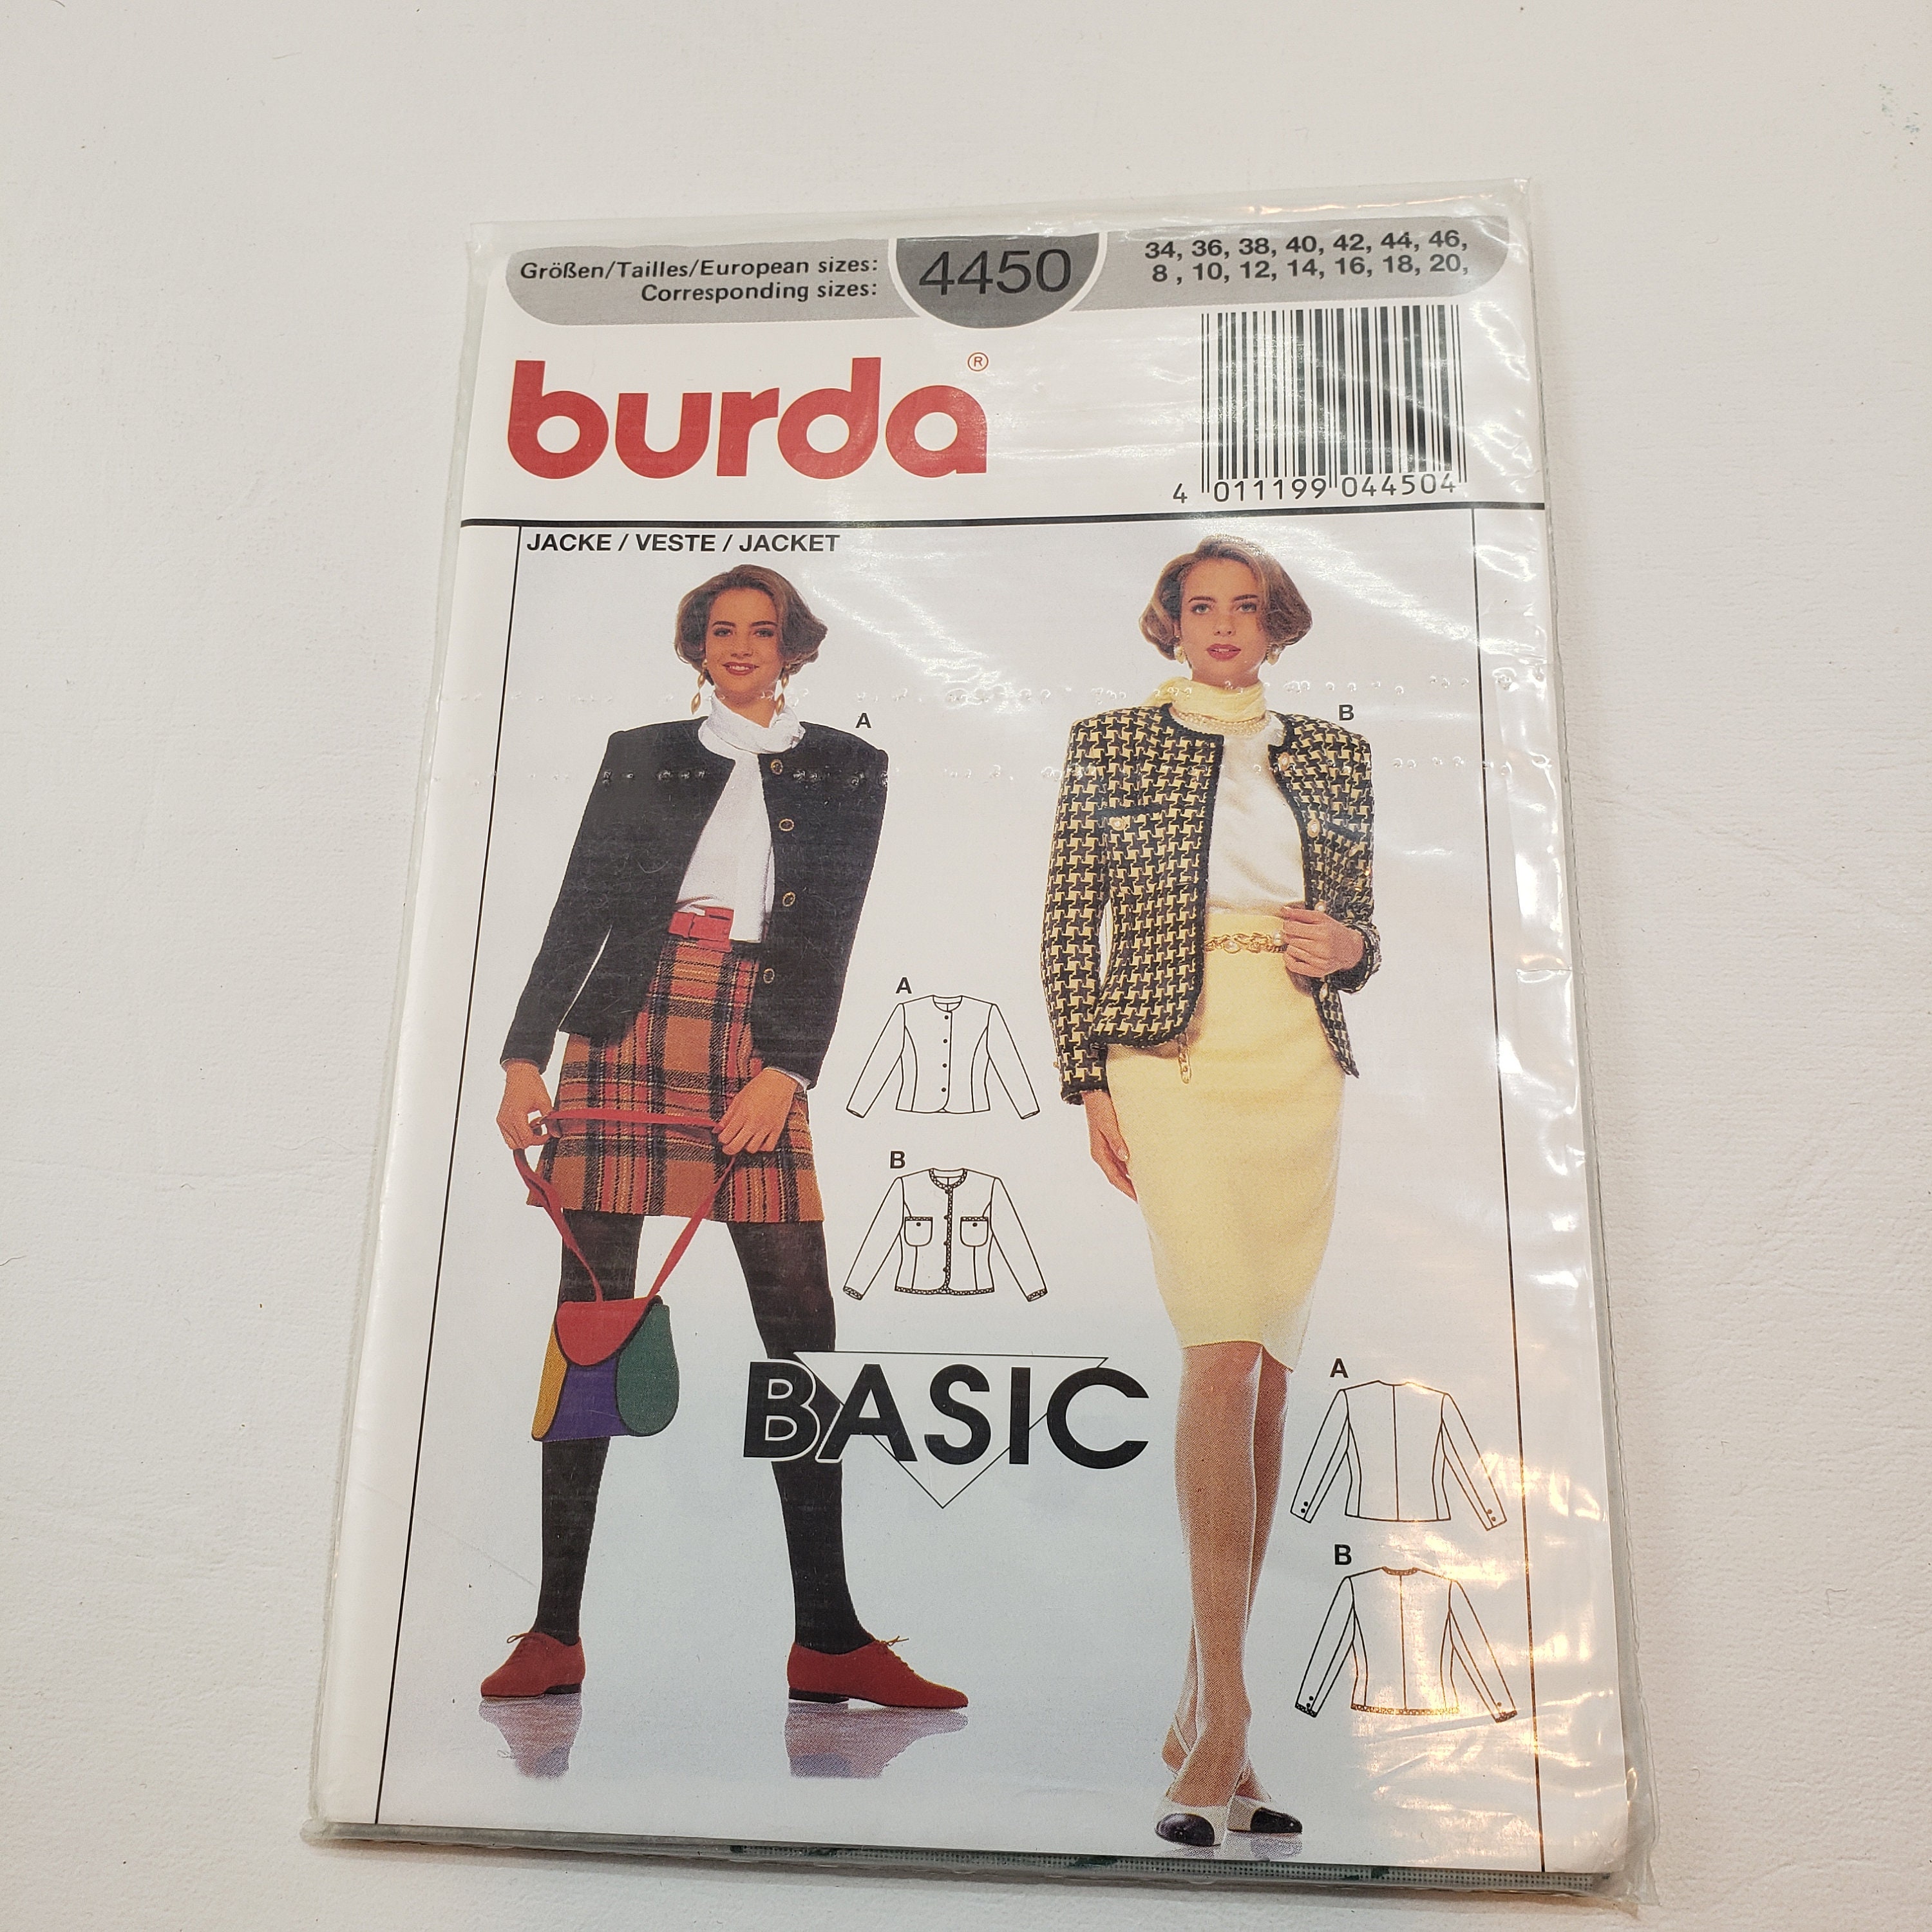 Größen/Tailles/European sizes:
Corresponding sizes:
4450
34, 36, 38, 40, 42, 44, 46,
8 , 10, 12, 14, 16, 18, 20,
burda®
4 011199 044504
JACKE / VESTE / JACKET
A
B
A
B
BASIC
A
B